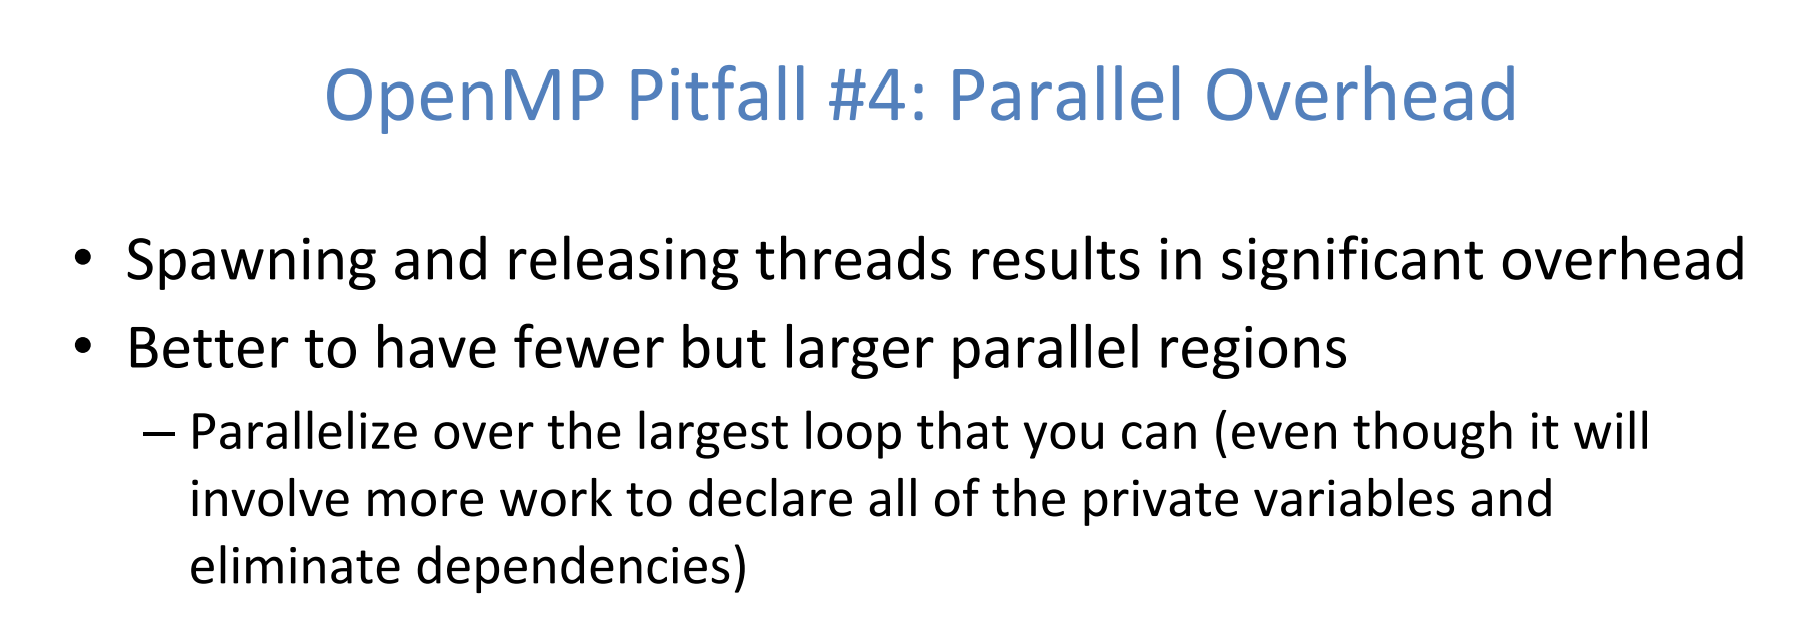 OpenMP Pitfall #4: Parallel Overhead
• Spawning and releasing threads results in significant overhead
• Better to have fewer but larger parallel regions
– Parallelize over the largest loop that you can (even though it will
involve more work to declare all of the private variables and
eliminate dependencies)